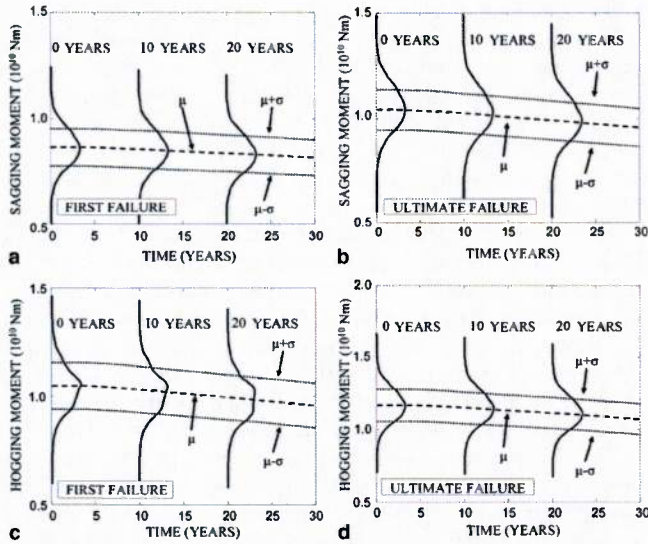 1.5
SAGGING MOMENT (10¹⁰ Nm)
0 YEARS
10 YEARS
20 YEARS
μ
μ+σ
1.0
μ-σ
FIRST FAILURE
0.5
0 5 10 15 20 25 30
a
TIME (YEARS)
1.5
SAGGING MOMENT (10¹⁰ Nm)
0 YEARS
10 YEARS
20 YEARS
μ+σ
1.0
μ
μ-σ
ULTIMATE FAILURE
0.5
0 5 10 15 20 25 30
b
TIME (YEARS)
1.5
HOGGING MOMENT (10¹⁰ Nm)
0 YEARS
10 YEARS
20 YEARS
μ+σ
1.0
μ
μ-σ
FIRST FAILURE
0.5
0 5 10 15 20 25 30
c
TIME (YEARS)
2.0
HOGGING MOMENT (10¹⁰ Nm)
0 YEARS
10 YEARS
20 YEARS
1.5
μ+σ
1.0
μ
μ-σ
ULTIMATE FAILURE
0.5
0 5 10 15 20 25 30
d
TIME (YEARS)